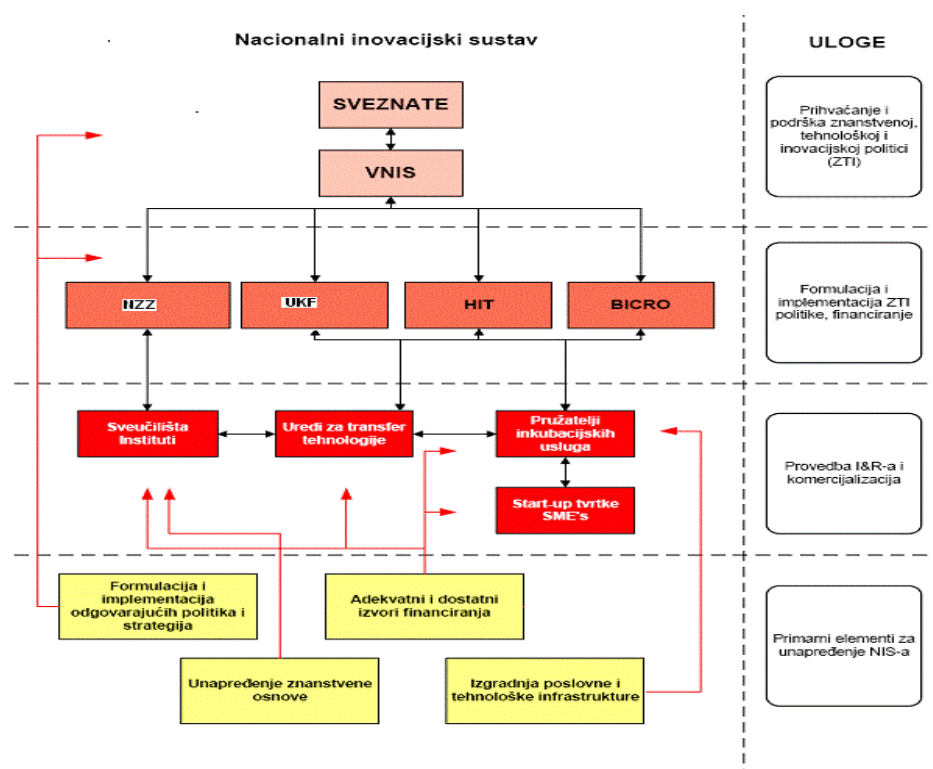 Nacionalni inovacijski sustav
ULOGE
SVEZNATE
Prihvaćanje i
podrška znanstvenoj,
tehnološkoj i
inovacijskoj politici
(ZTI)
VNIS
NZZ
UKF
HIT
BICRO
Formulacija i
implementacija ZTI
politike, financiranje
Sveučilišta
Instituti
Uredi za transfer
tehnologije
Pružatelji
inkubacijskih
usluga
Start-up tvrtke
SME's
Provedba I&R-a i
komercijalizacija
Formulacija i
implementacija
odgovarajućih politika i
strategija
Adekvatni i dostatni
izvori financiranja
Unapređenje znanstvene
osnove
Izgradnja poslovne i
tehnološke infrastrukture
Primarni elementi za
unapređenje NIS-a